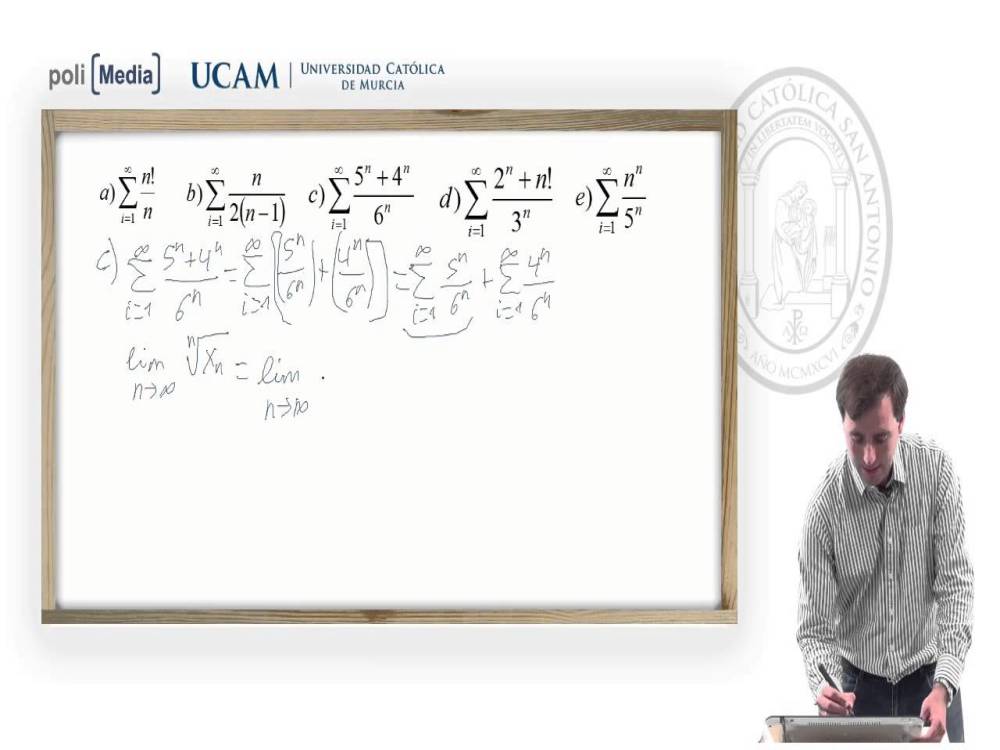 poli [Media] UCAM | UNIVERSIDAD CATÓLICA
DE MURCIA
a) \sum_{i=1}^{\infty} \frac{n!}{n} b) \sum_{i=1}^{\infty} \frac{n}{2(n-1)} c) \sum_{i=1}^{\infty} \frac{5^n+4^n}{6^n} d) \sum_{i=1}^{\infty} \frac{2^n+n!}{3^n} e) \sum_{i=1}^{\infty} \frac{n^n}{5^n}
c) \sum_{i=1}^{\infty} \frac{5^n+4^n}{6^n} = \sum_{i=1}^{\infty} \left[\left(\frac{5^n}{6^n}\right)+\left(\frac{4^n}{6^n}\right)\right] = \sum_{i=1}^{\infty} \frac{5^n}{6^n} + \sum_{i=1}^{\infty} \frac{4^n}{6^n}
\lim_{n \to \infty} \sqrt[n]{x_n} = \lim_{n \to \infty} .
CATÓLICA SAN ANTONIO
IN LIBERTATEM VOCATI
AÑO MCMXCVI